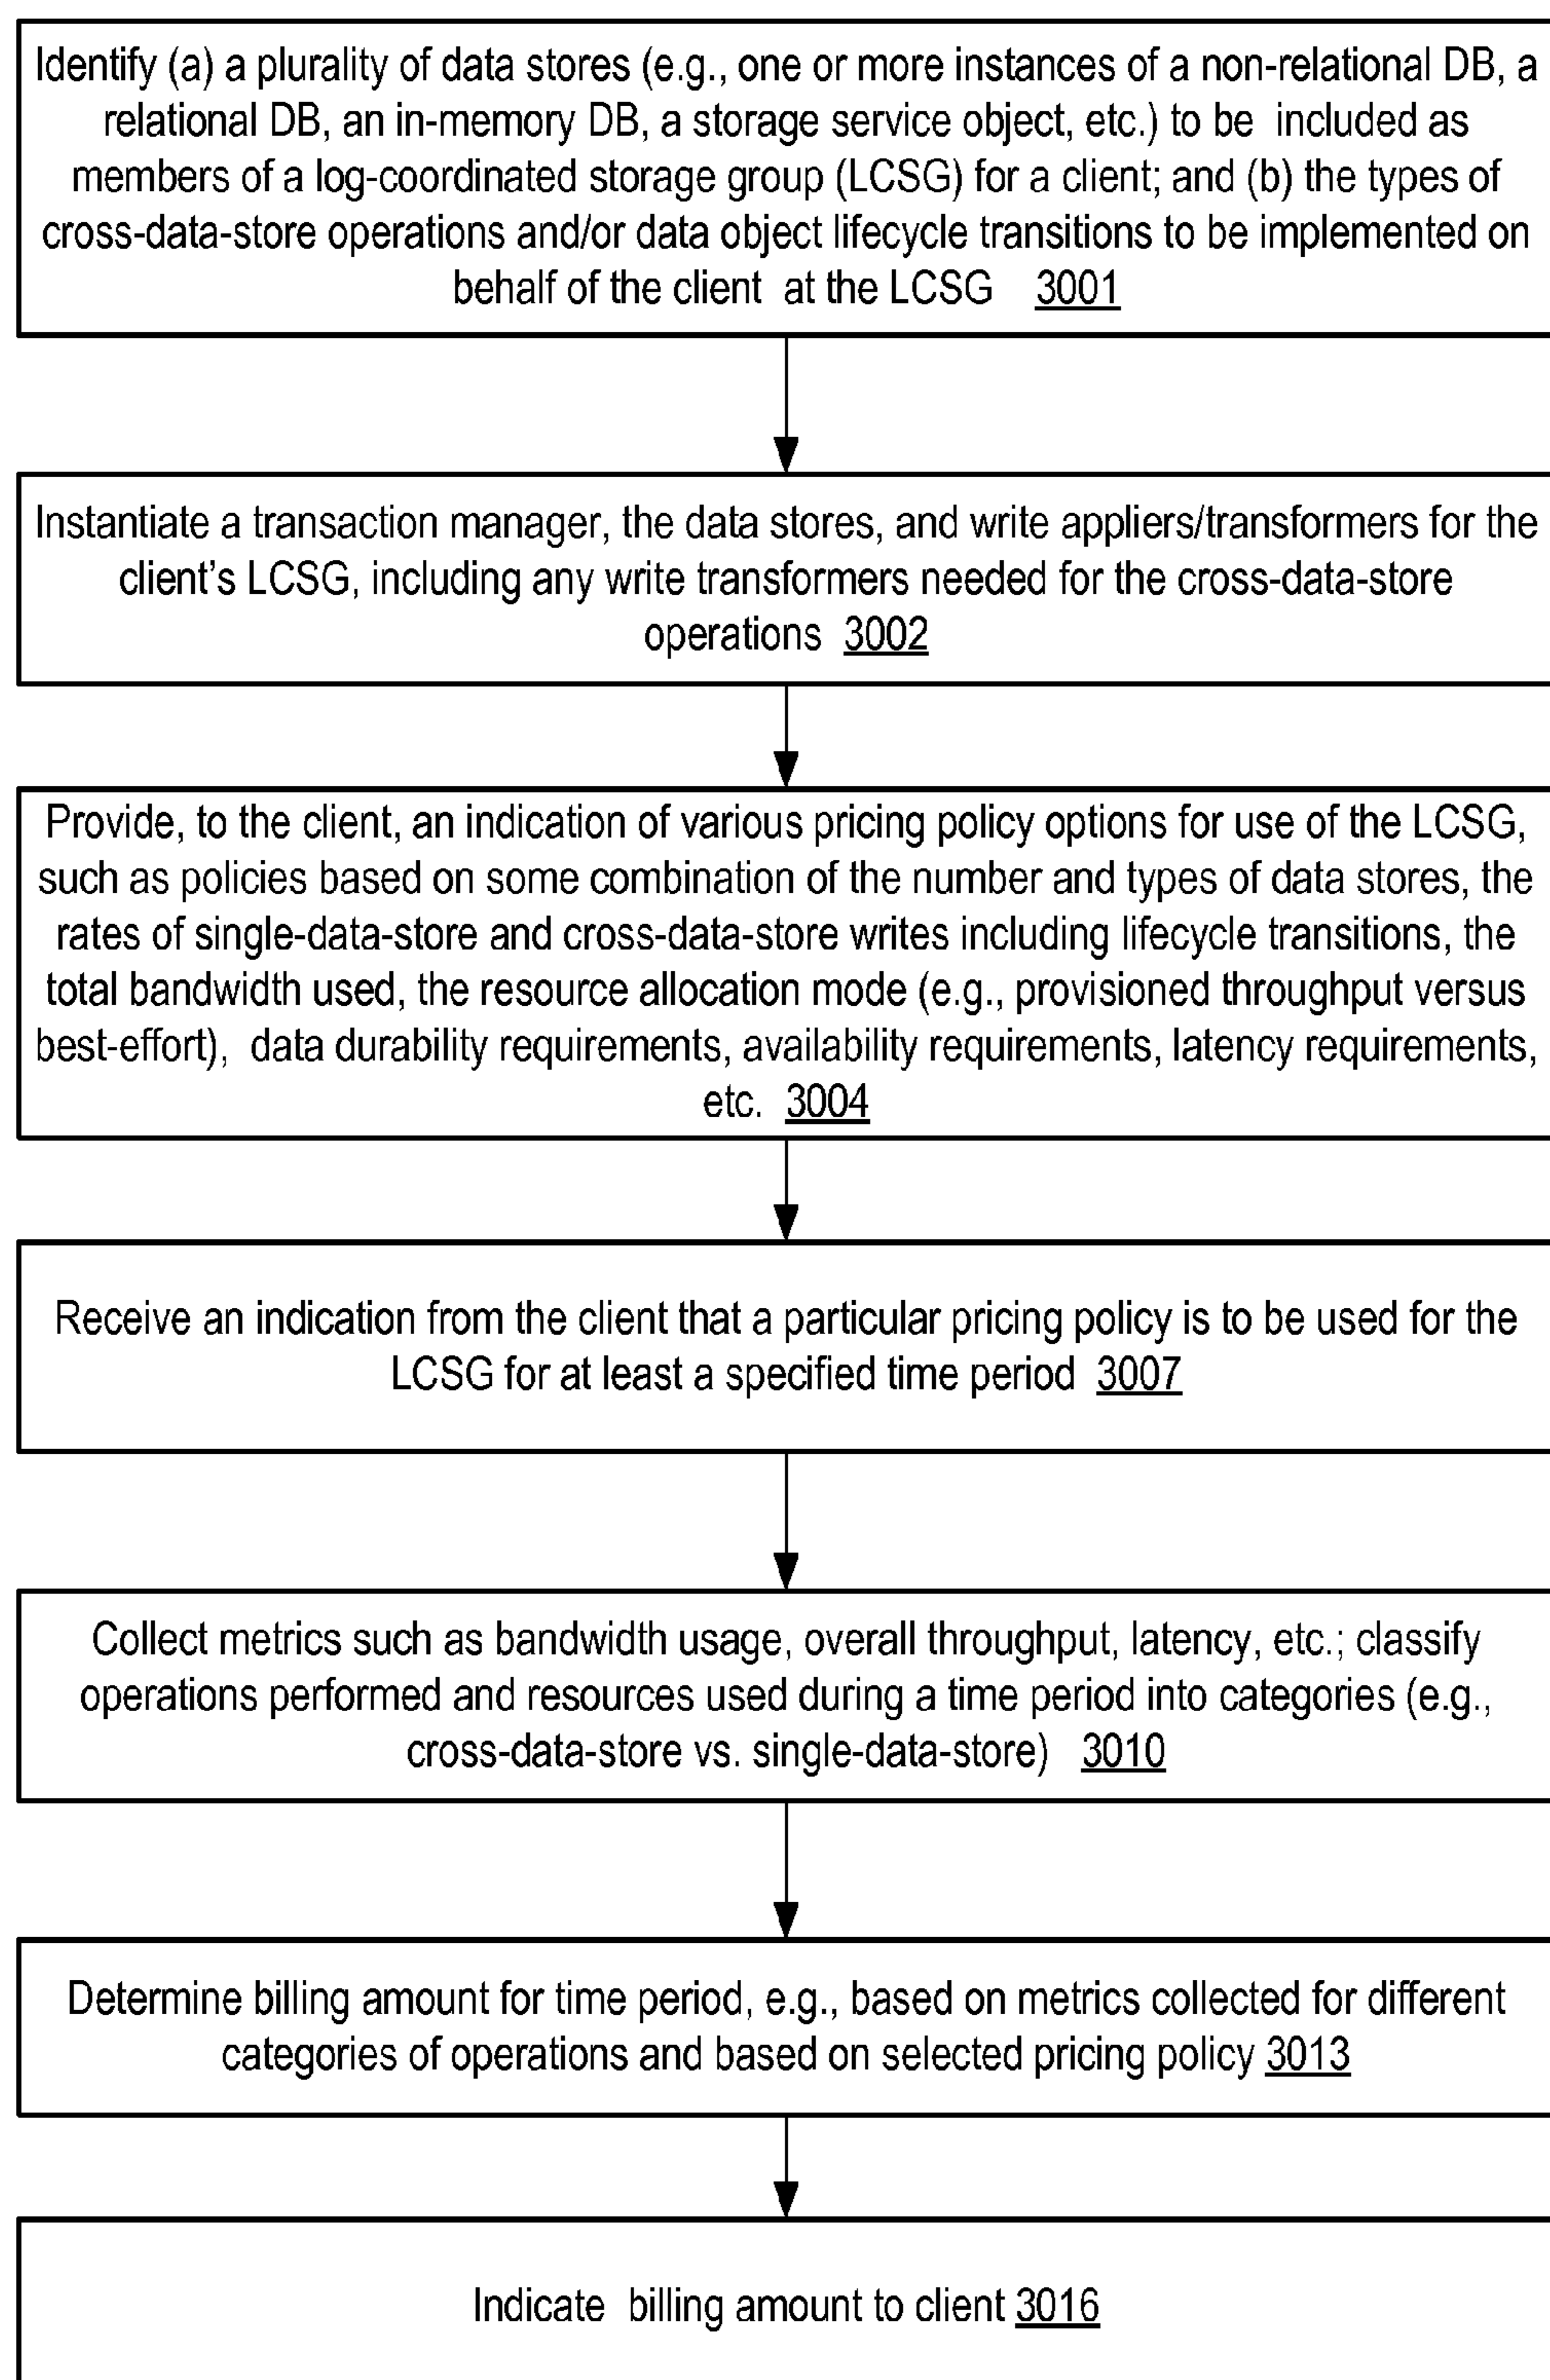 Identify (a) a plurality of data stores (e.g., one or more instances of a non-relational DB, a
relational DB, an in-memory DB, a storage service object, etc.) to be included as
members of a log-coordinated storage group (LCSG) for a client; and (b) the types of
cross-data-store operations and/or data object lifecycle transitions to be implemented on
behalf of the client at the LCSG 3001
Instantiate a transaction manager, the data stores, and write appliers/transformers for the
client’s LCSG, including any write transformers needed for the cross-data-store
operations 3002
Provide, to the client, an indication of various pricing policy options for use of the LCSG,
such as policies based on some combination of the number and types of data stores, the
rates of single-data-store and cross-data-store writes including lifecycle transitions, the
total bandwidth used, the resource allocation mode (e.g., provisioned throughput versus
best-effort), data durability requirements, availability requirements, latency requirements,
etc. 3004
Receive an indication from the client that a particular pricing policy is to be used for the
LCSG for at least a specified time period 3007
Collect metrics such as bandwidth usage, overall throughput, latency, etc.; classify
operations performed and resources used during a time period into categories (e.g.,
cross-data-store vs. single-data-store) 3010
Determine billing amount for time period, e.g., based on metrics collected for different
categories of operations and based on selected pricing policy 3013
Indicate billing amount to client 3016